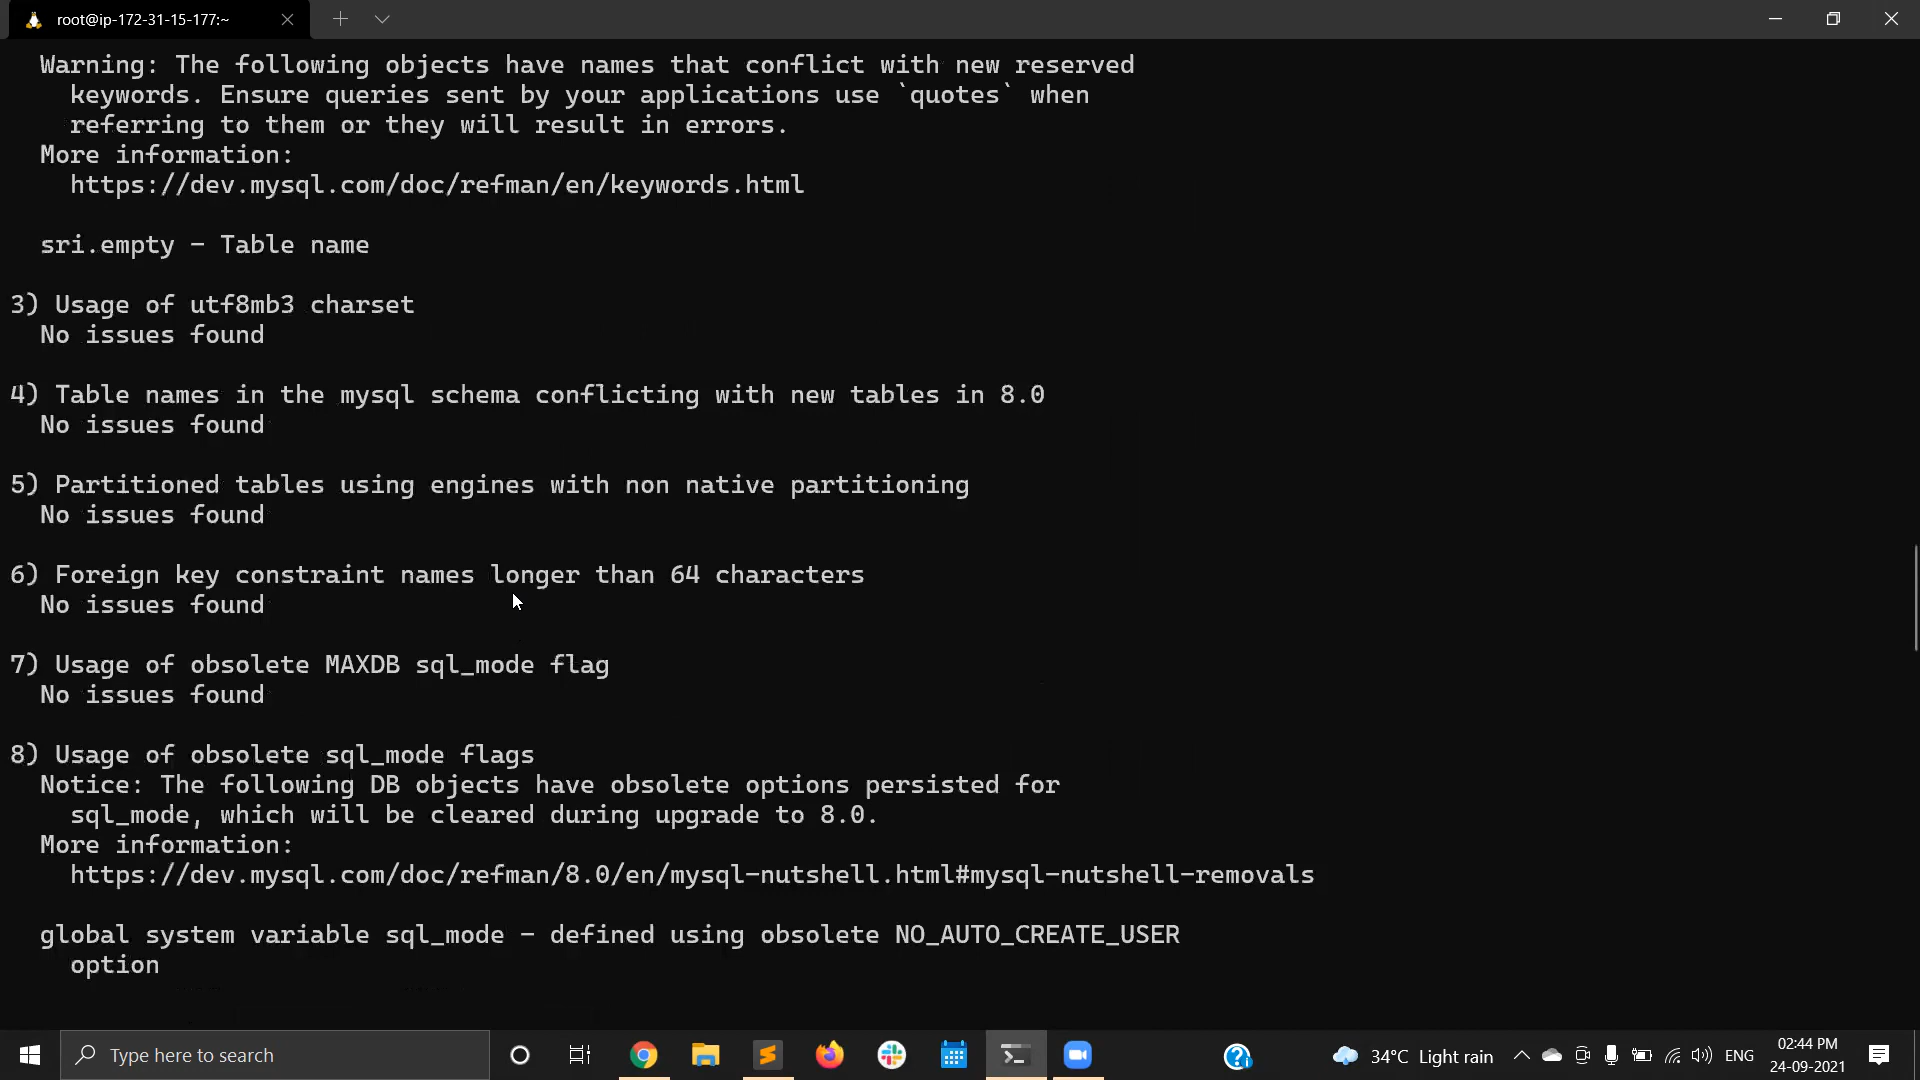 root@ip-172-31-15-177:~
Warning: The following objects have names that conflict with new reserved
keywords. Ensure queries sent by your applications use `quotes` when
referring to them or they will result in errors.
More information:
https://dev.mysql.com/doc/refman/en/keywords.html
sri.empty - Table name
3) Usage of utf8mb3 charset
No issues found
4) Table names in the mysql schema conflicting with new tables in 8.0
No issues found
5) Partitioned tables using engines with non native partitioning
No issues found
6) Foreign key constraint names longer than 64 characters
No issues found
7) Usage of obsolete MAXDB sql_mode flag
No issues found
8) Usage of obsolete sql_mode flags
Notice: The following DB objects have obsolete options persisted for
sql_mode, which will be cleared during upgrade to 8.0.
More information:
https://dev.mysql.com/doc/refman/8.0/en/mysql-nutshell.html#mysql-nutshell-removals
global system variable sql_mode - defined using obsolete NO_AUTO_CREATE_USER
option
Type here to search
34°C Light rain
ENG
02:44 PM
24-09-2021